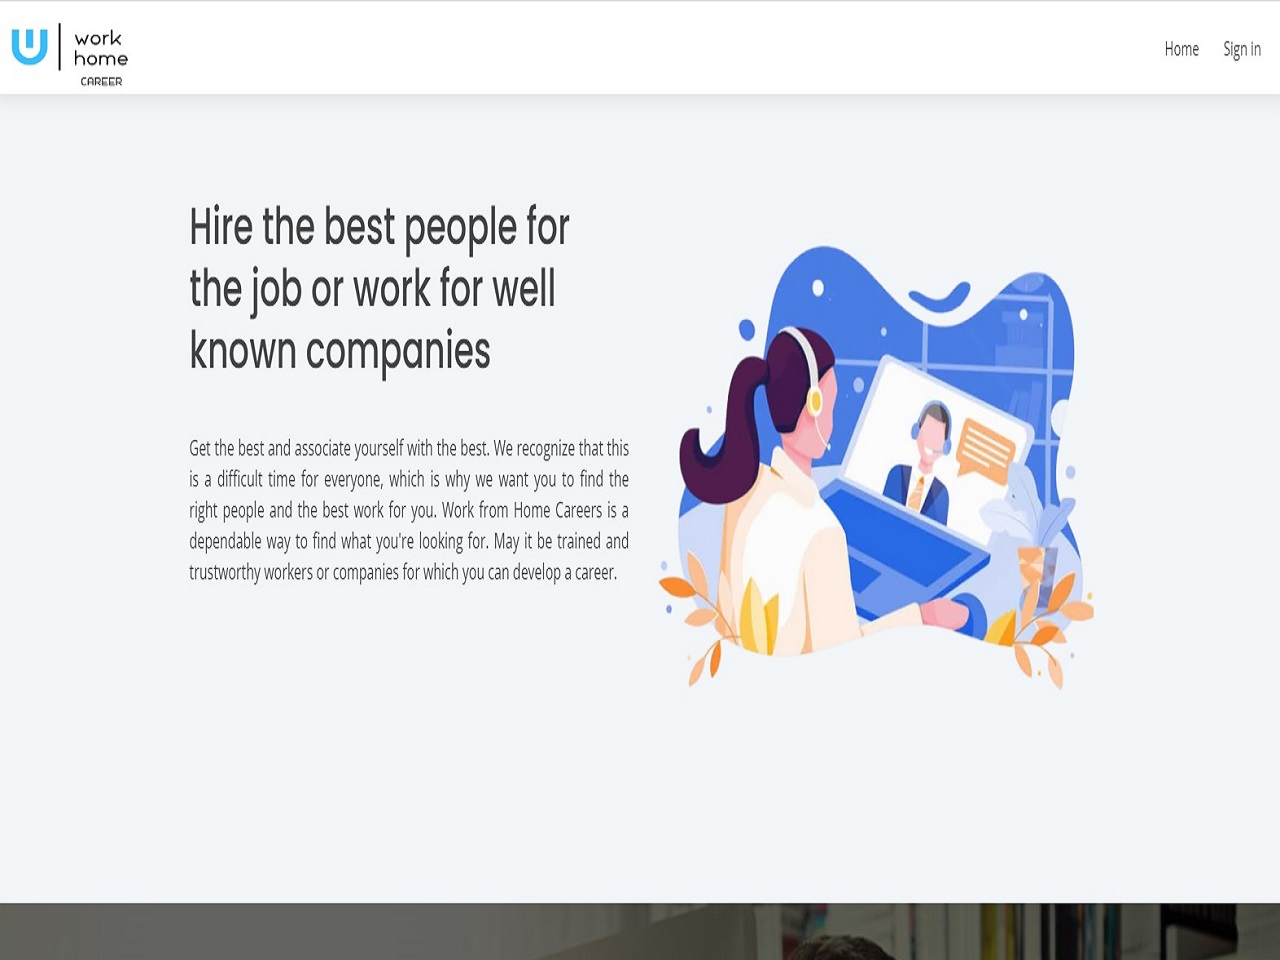 work
home
CAREER
Home
Sign in
Hire the best people for
the job or work for well
known companies
Get the best and associate yourself with the best. We recognize that this
is a difficult time for everyone, which is why we want you to find the
right people and the best work for you. Work from Home Careers is a
dependable way to find what you're looking for. May it be trained and
trustworthy workers or companies for which you can develop a career.